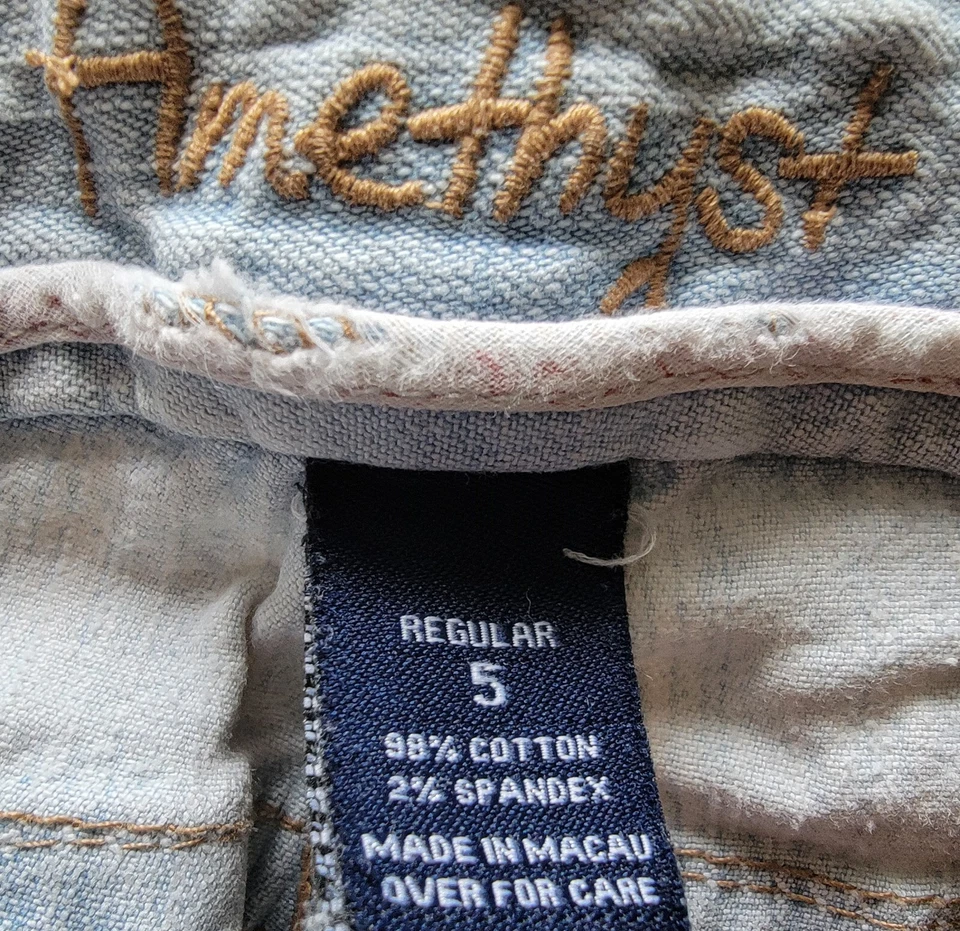 Amethyst
REGULAR
5
98% COTTON
2% SPANDEX
MADE IN MACAU
OVER FOR CARE